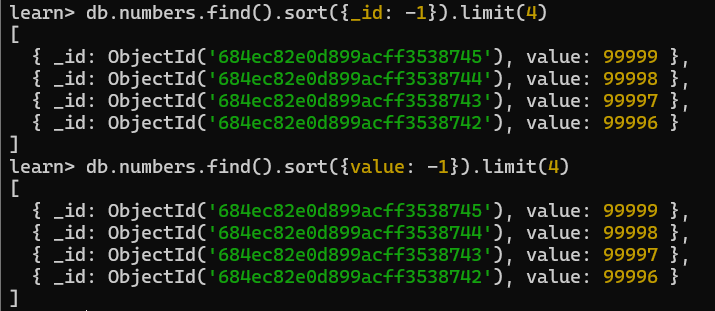 learn> db.numbers.find().sort({_id: -1}).limit(4)
[
  { _id: ObjectId('684ec82e0d899acff3538745'), value: 99999 },
  { _id: ObjectId('684ec82e0d899acff3538744'), value: 99998 },
  { _id: ObjectId('684ec82e0d899acff3538743'), value: 99997 },
  { _id: ObjectId('684ec82e0d899acff3538742'), value: 99996 }
]
learn> db.numbers.find().sort({value: -1}).limit(4)
[
  { _id: ObjectId('684ec82e0d899acff3538745'), value: 99999 },
  { _id: ObjectId('684ec82e0d899acff3538744'), value: 99998 },
  { _id: ObjectId('684ec82e0d899acff3538743'), value: 99997 },
  { _id: ObjectId('684ec82e0d899acff3538742'), value: 99996 }
]